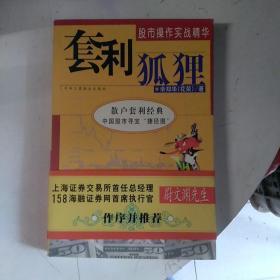 股市操作实战精华
套利
狐狸
散户套利经典
中国股市寻宝“捷径图”
上海证券交易所首任总经理
158海融证券网首席执行官
尉文渊先生
作序并推荐